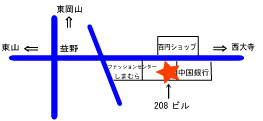 東岡山
百円ショップ
東山
益野
西大寺
ファッションセンター
しまむら
中国銀行
208 ビル